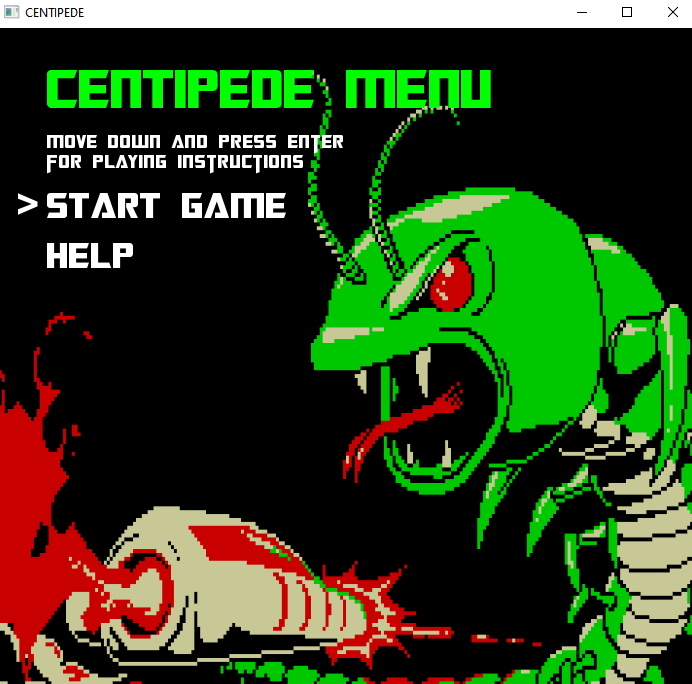 CENTIPEDE
CENTIPEDE MENU
MOVE DOWN AND PRESS ENTER
FOR PLAYING INSTRUCTIONS
> START GAME
HELP